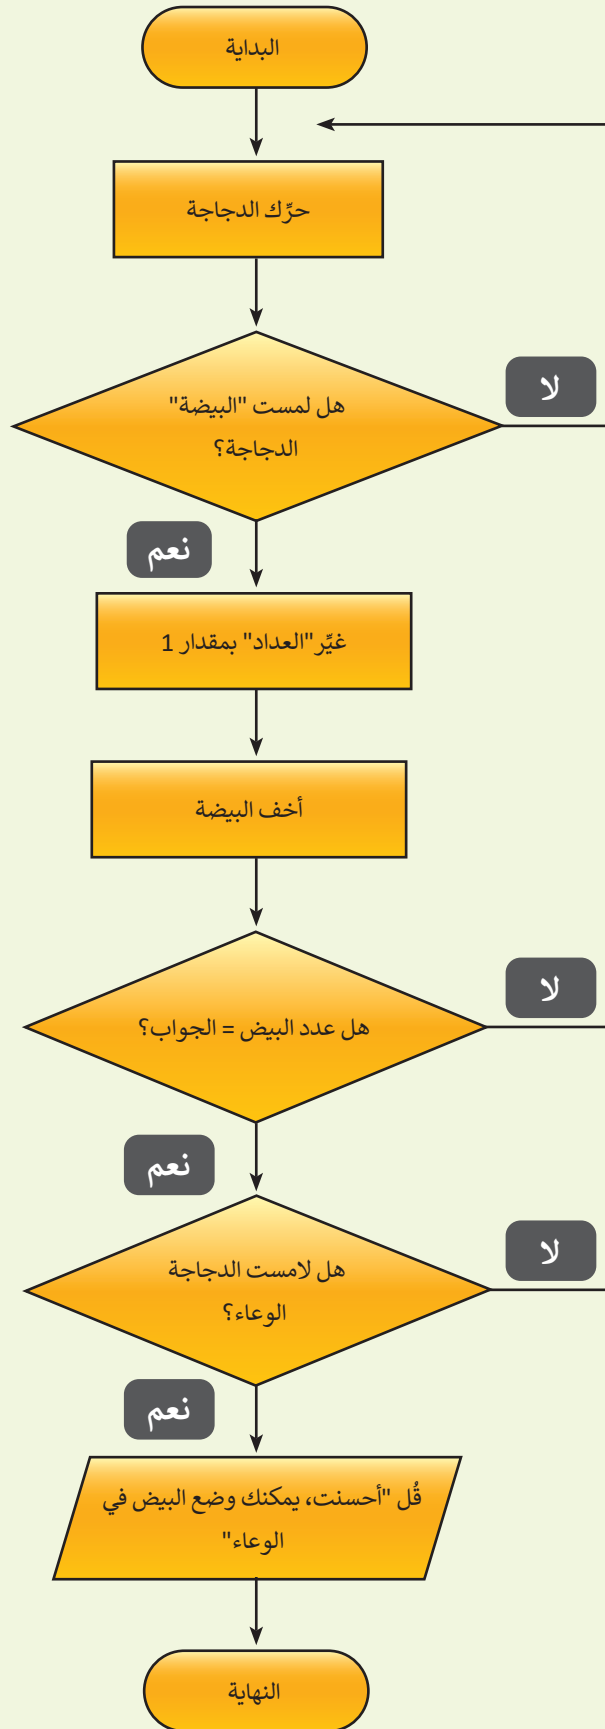 البداية
حرِّك الدجاجة
هل لمست "البيضة"
الدجاجة؟
لا
نعم
غيِّر"العداد" بمقدار 1
أخف البيضة
هل عدد البيض = الجواب؟
لا
نعم
هل لامست الدجاجة
الوعاء؟
لا
نعم
قُل "أحسنت، يمكنك وضع البيض في
الوعاء"
النهاية